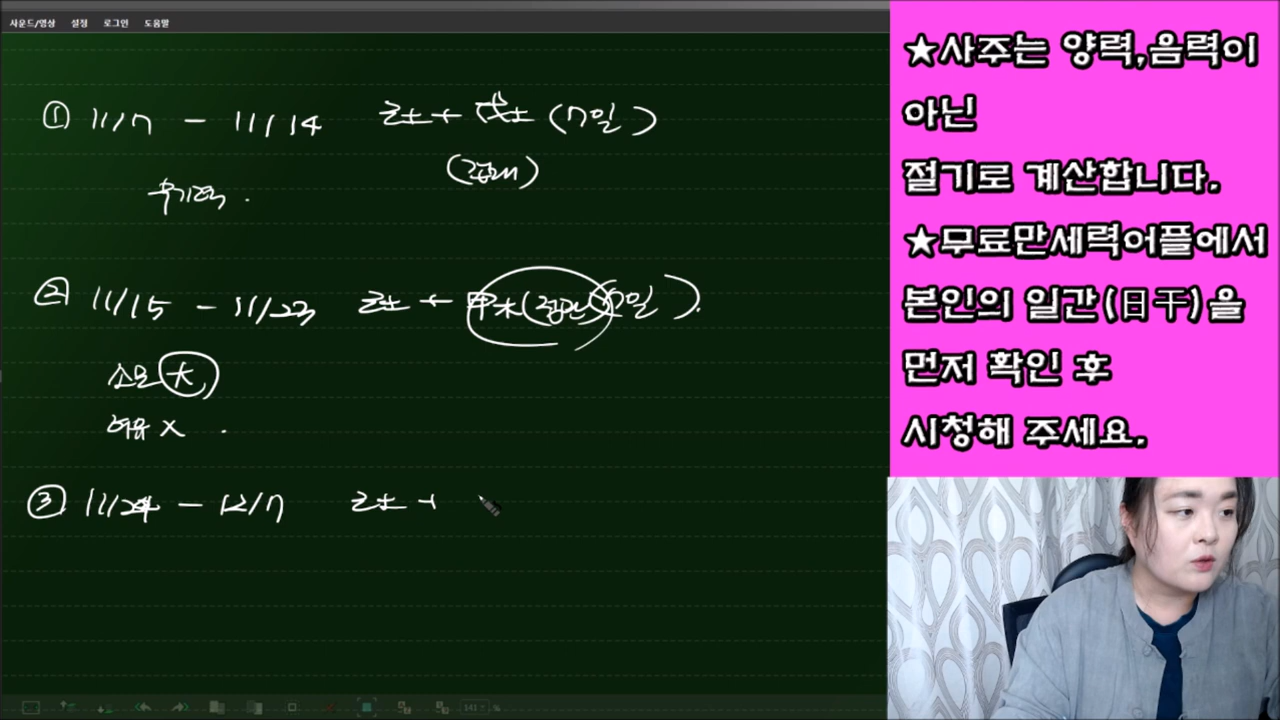 사운드/영상 설정 로그인 도움말
① 11/7 - 11/14 己土 + 戊土 (7일)
(겁재)
② 11/15 - 11/23 己土 + 甲木(정관)(7일).
소모 大
여유 X .
③ 11/24 - 12/7 己土 +
143 %
★사주는 양력,음력이
아닌
절기로 계산합니다.
★무료만세력어플에서
본인의 일간(日干)을
먼저 확인 후
시청해 주세요.